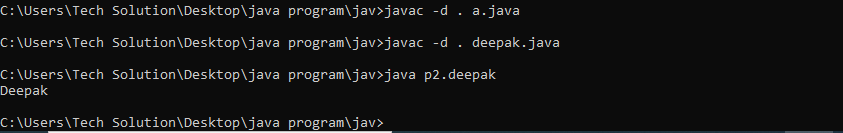 C:\Users\Tech Solution\Desktop\java program\jav>javac -d . a.java
C:\Users\Tech Solution\Desktop\java program\jav>javac -d . deepak.java
C:\Users\Tech Solution\Desktop\java program\jav>java p2.deepak
Deepak
C:\Users\Tech Solution\Desktop\java program\jav>